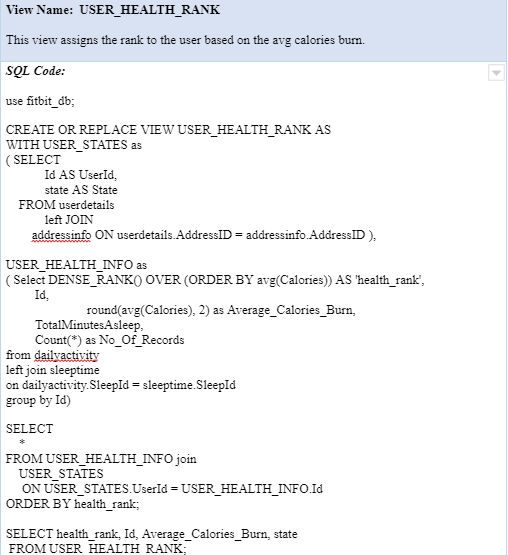 View Name: USER_HEALTH_RANK
This view assigns the rank to the user based on the avg calories burn.
SQL Code:
use fitbit_db;
CREATE OR REPLACE VIEW USER_HEALTH_RANK AS
WITH USER_STATES as
( SELECT
Id AS UserId,
state AS State
FROM userdetails
left JOIN
addressinfo ON userdetails.AddressID = addressinfo.AddressID ),
USER_HEALTH_INFO as
( Select DENSE_RANK() OVER (ORDER BY avg(Calories)) AS 'health_rank',
Id,
round(avg(Calories), 2) as Average_Calories_Burn,
TotalMinutesAsleep,
Count(*) as No_Of_Records
from dailyactivity
left join sleeptime
on dailyactivity.SleepId = sleeptime.SleepId
group by Id)
SELECT
*
FROM USER_HEALTH_INFO join
USER_STATES
ON USER_STATES.UserId = USER_HEALTH_INFO.Id
ORDER BY health_rank;
SELECT health_rank, Id, Average_Calories_Burn, state
FROM USER_HEALTH_RANK;